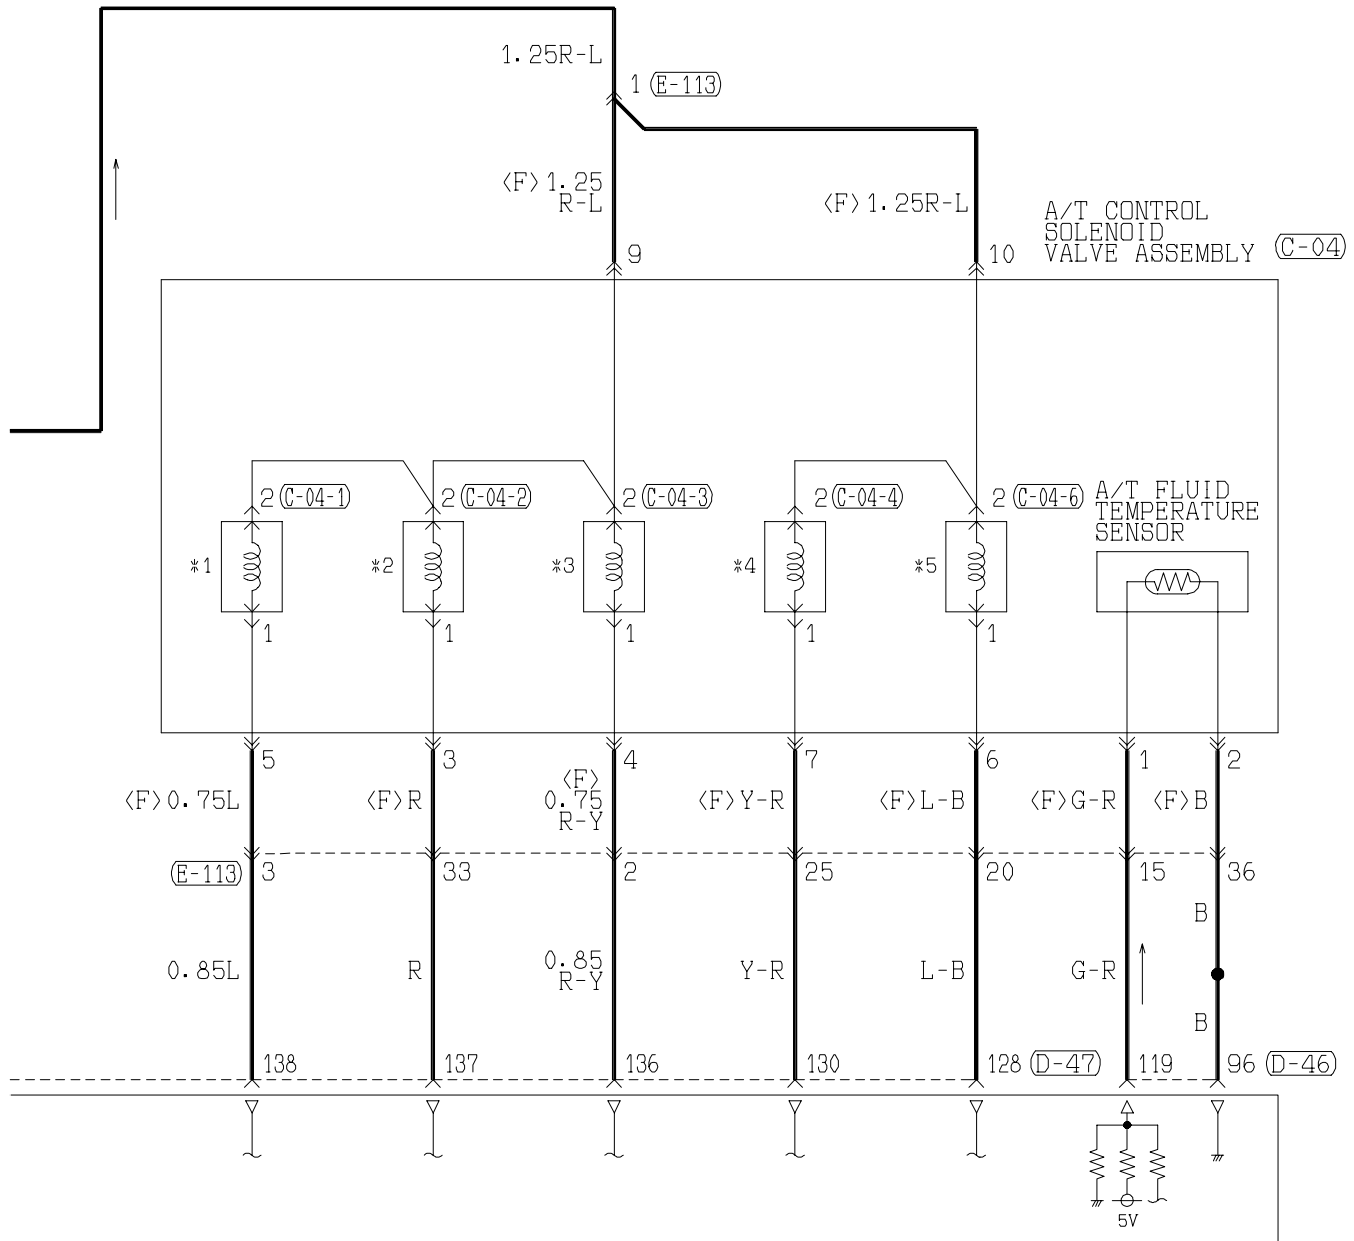 1.25R-L
1 (E-113)
〈F〉1.25
R-L
〈F〉1.25R-L
A/T CONTROL
SOLENOID
VALVE ASSEMBLY (C-04)
9
10
2 (C-04-1)
2 (C-04-2)
2 (C-04-3)
2 (C-04-4)
2 (C-04-6)
A/T FLUID
TEMPERATURE
SENSOR
*1
*2
*3
*4
*5
1
1
1
1
1
5
3
4
7
6
1
2
〈F〉0.75L
〈F〉R
〈F〉
0.75
R-Y
〈F〉Y-R
〈F〉L-B
〈F〉G-R
〈F〉B
(E-113) 3
33
2
25
20
15
36
B
0.85L
R
0.85
R-Y
Y-R
L-B
G-R
B
138
137
136
130
128 (D-47)
119
96 (D-46)
5V